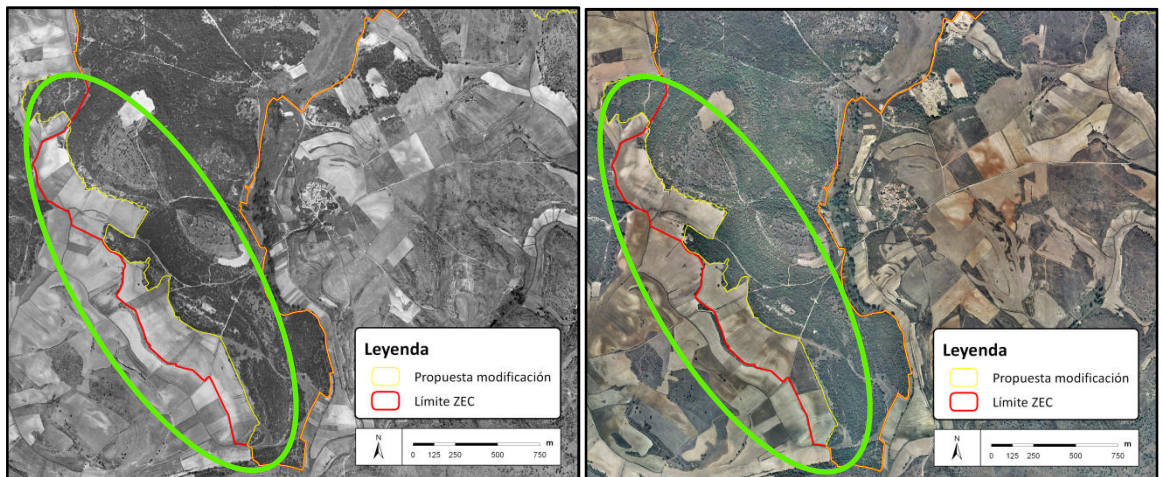 Leyenda
Propuesta modificación
Límite ZEC
N
m
0 125 250 500 750
Leyenda
Propuesta modificación
Límite ZEC
N
m
0 125 250 500 750